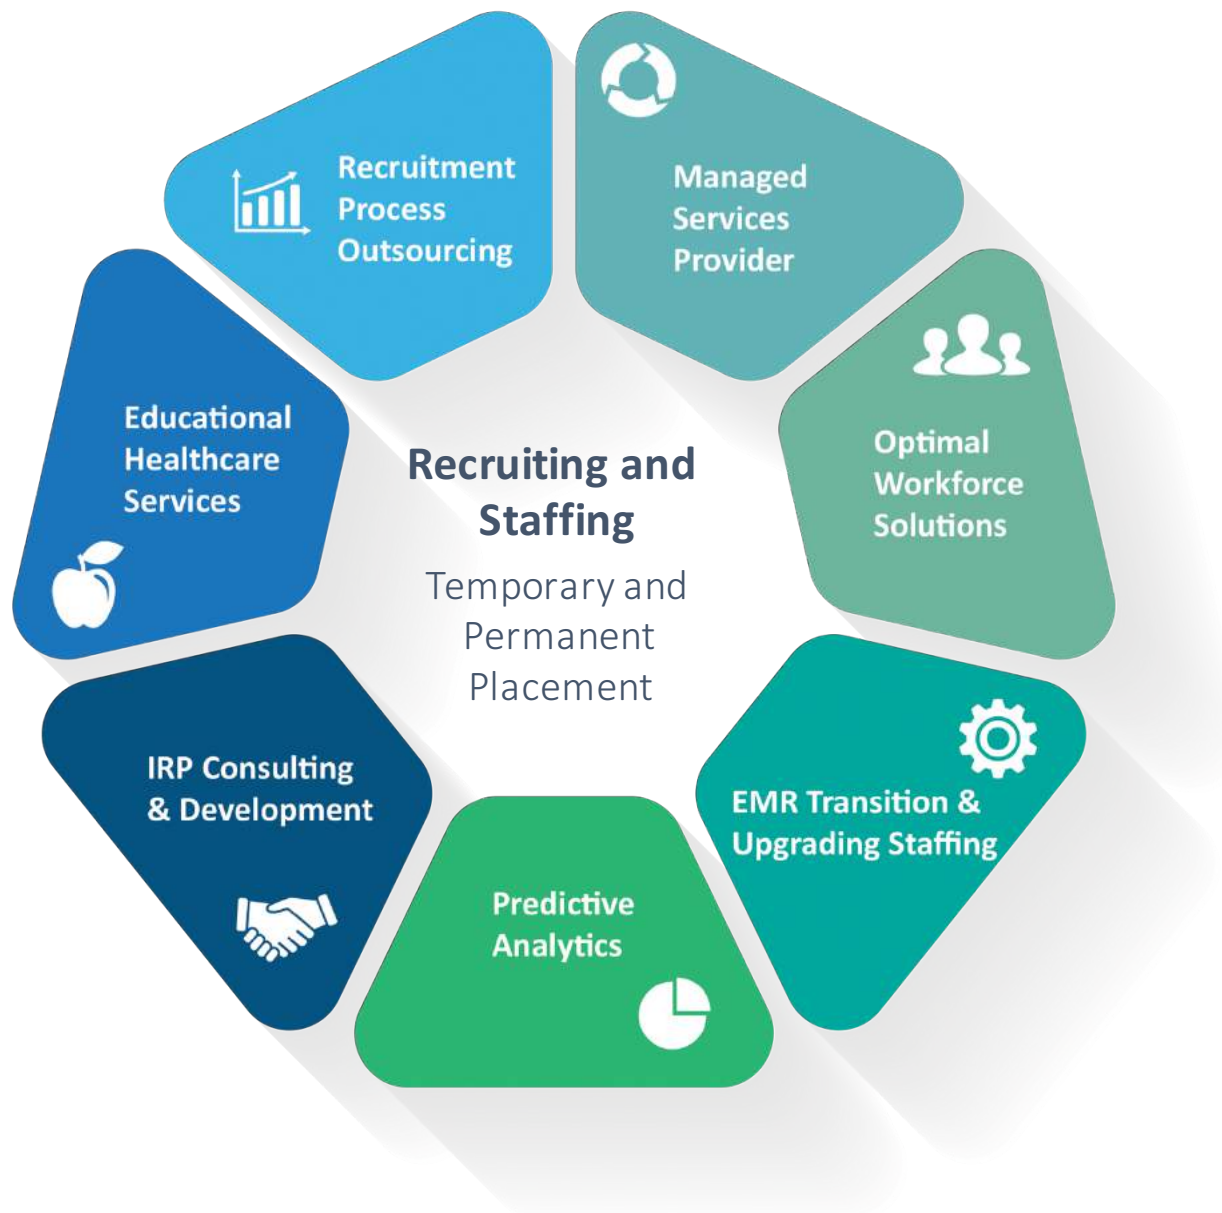 Recruitment
Process
Outsourcing
Managed
Services
Provider
Educational
Healthcare
Services
Recruiting and
Staffing
Temporary and
Permanent
Placement
Optimal
Workforce
Solutions
IRP Consulting
& Development
EMR Transition &
Upgrading Staffing
Predictive
Analytics